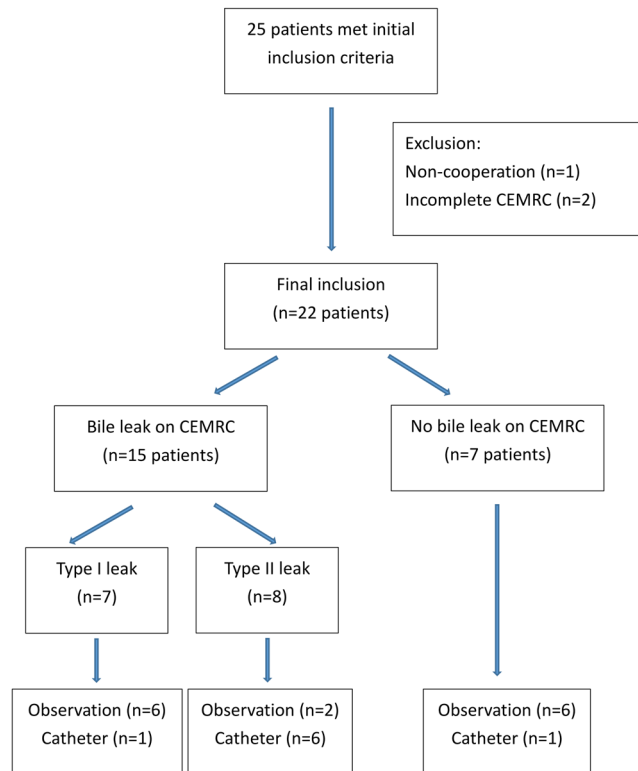 25 patients met initial
inclusion criteria
Exclusion:
Non-cooperation (n=1)
Incomplete CEMRC (n=2)
Final inclusion
(n=22 patients)
Bile leak on CEMRC
(n=15 patients)
No bile leak on CEMRC
(n=7 patients)
Type I leak
(n=7)
Type II leak
(n=8)
Observation (n=6)
Catheter (n=1)
Observation (n=2)
Catheter (n=6)
Observation (n=6)
Catheter (n=1)